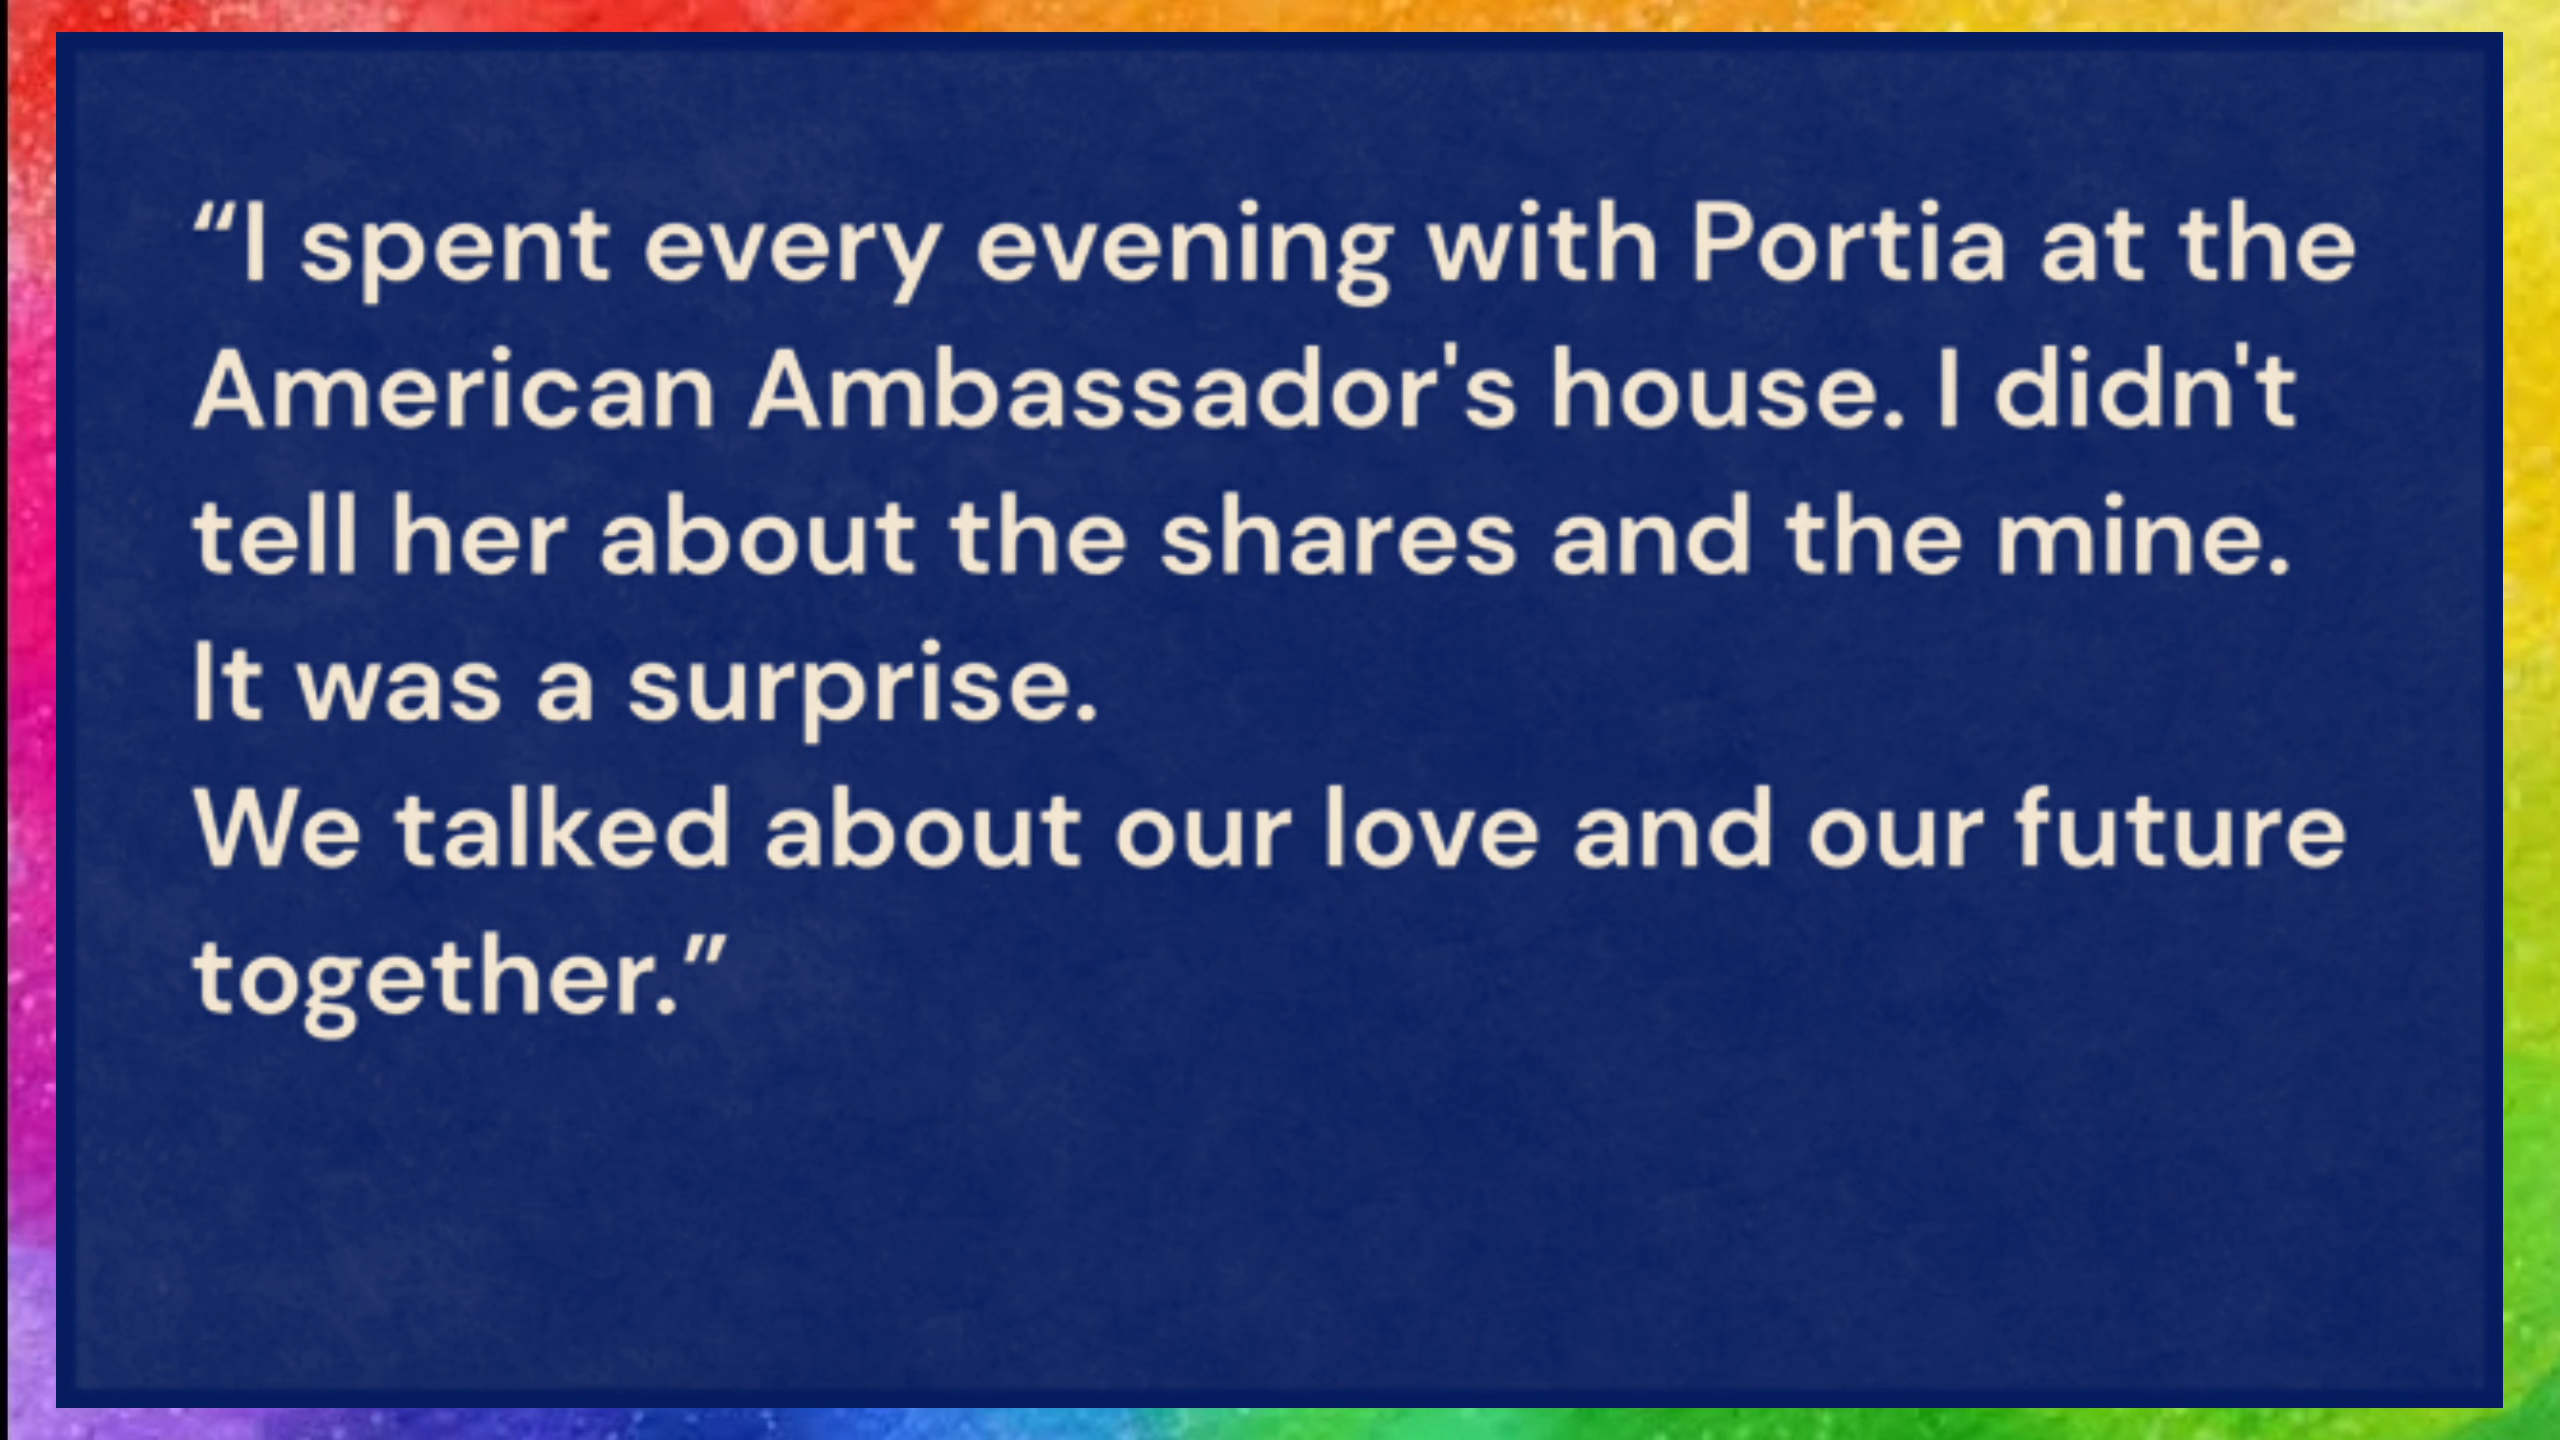 “I spent every evening with Portia at the
American Ambassador's house. I didn't
tell her about the shares and the mine.
It was a surprise.
We talked about our love and our future
together.”